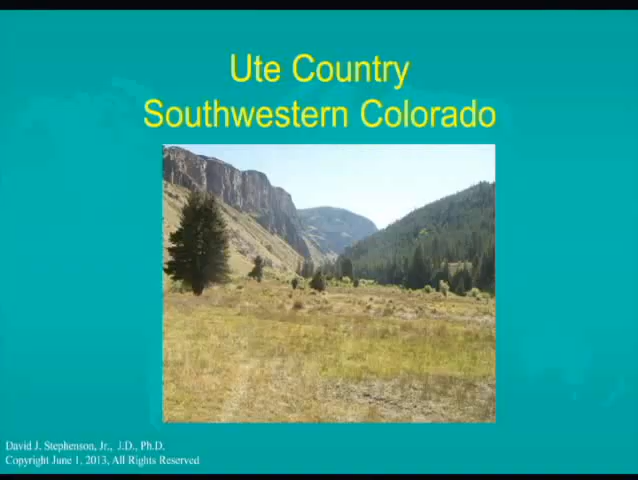 Ute Country
Southwestern Colorado
David J. Stephenson, Jr., J.D., Ph.D.
Copyright June 1, 2013, All Rights Reserved